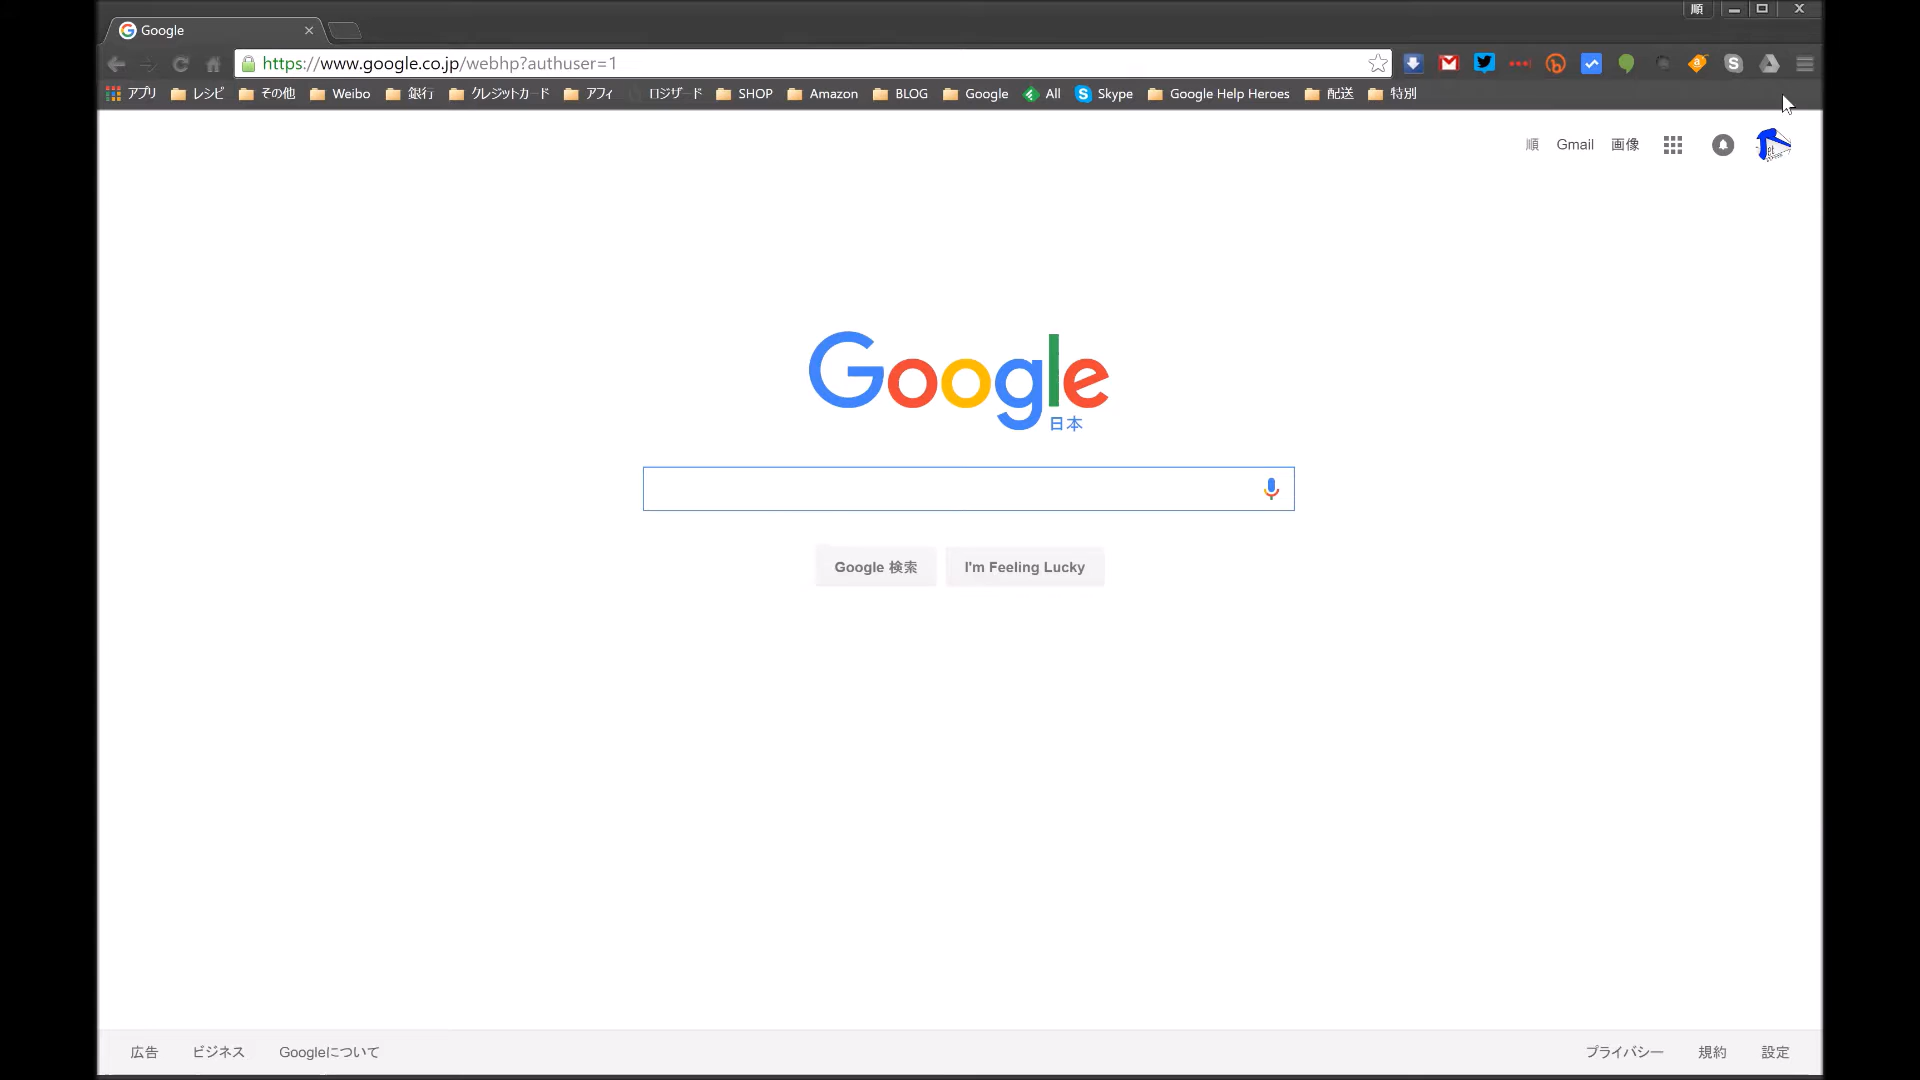 順
Google
https://www.google.co.jp/webhp?authuser=1
アプリ レシピ その他 Weibo 銀行 クレジットカード アフィ ロジザード SHOP Amazon BLOG Google All Skype Google Help Heroes 配送 特別
順 Gmail 画像
Google
日本
Google 検索 I'm Feeling Lucky
広告 ビジネス Googleについて プライバシー 規約 設定